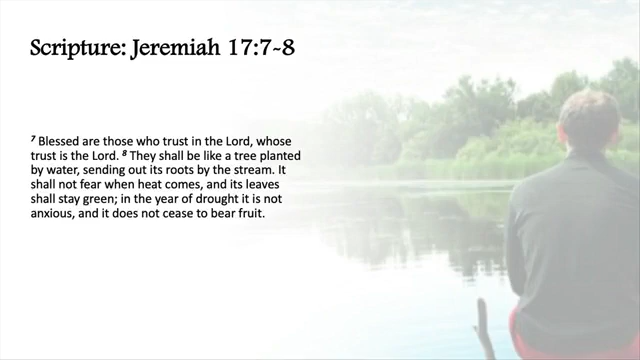 Scripture: Jeremiah 17:7-8
7 Blessed are those who trust in the Lord, whose
trust is the Lord. 8 They shall be like a tree planted
by water, sending out its roots by the stream. It
shall not fear when heat comes, and its leaves
shall stay green; in the year of drought it is not
anxious, and it does not cease to bear fruit.